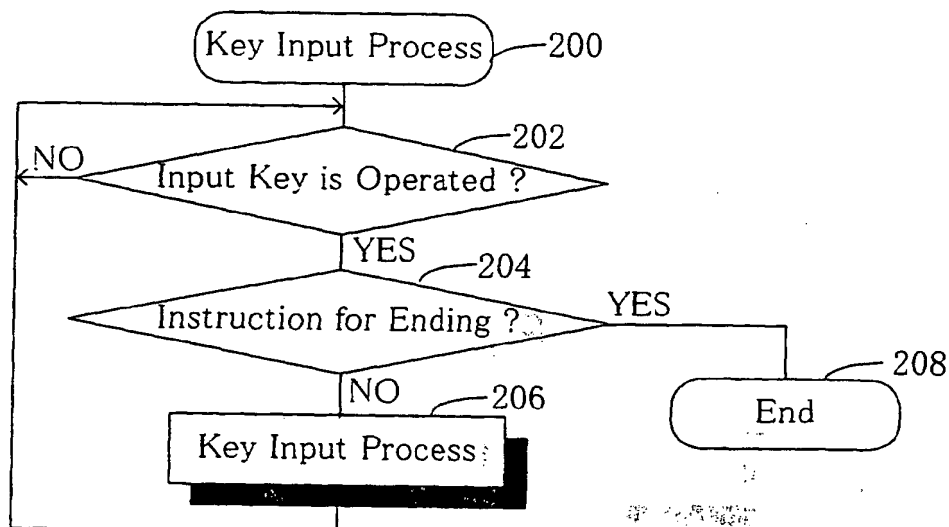 Key Input Process
200
202
NO
Input Key is Operated ?
YES
204
Instruction for Ending ?
YES
NO
206
208
Key Input Process
End